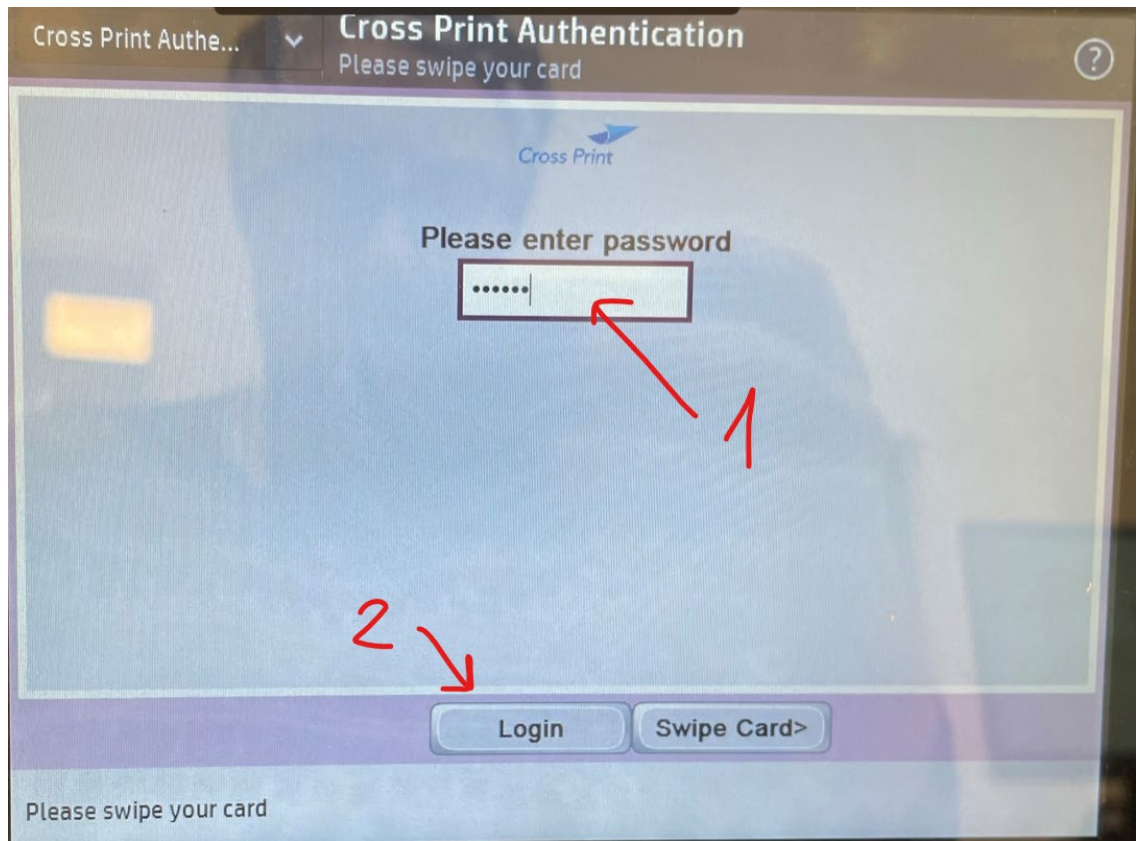 Cross Print Authe...
Cross Print Authentication
Please swipe your card
?
Cross Print
Please enter password
••••••
1
2
Login
Swipe Card>
Please swipe your card